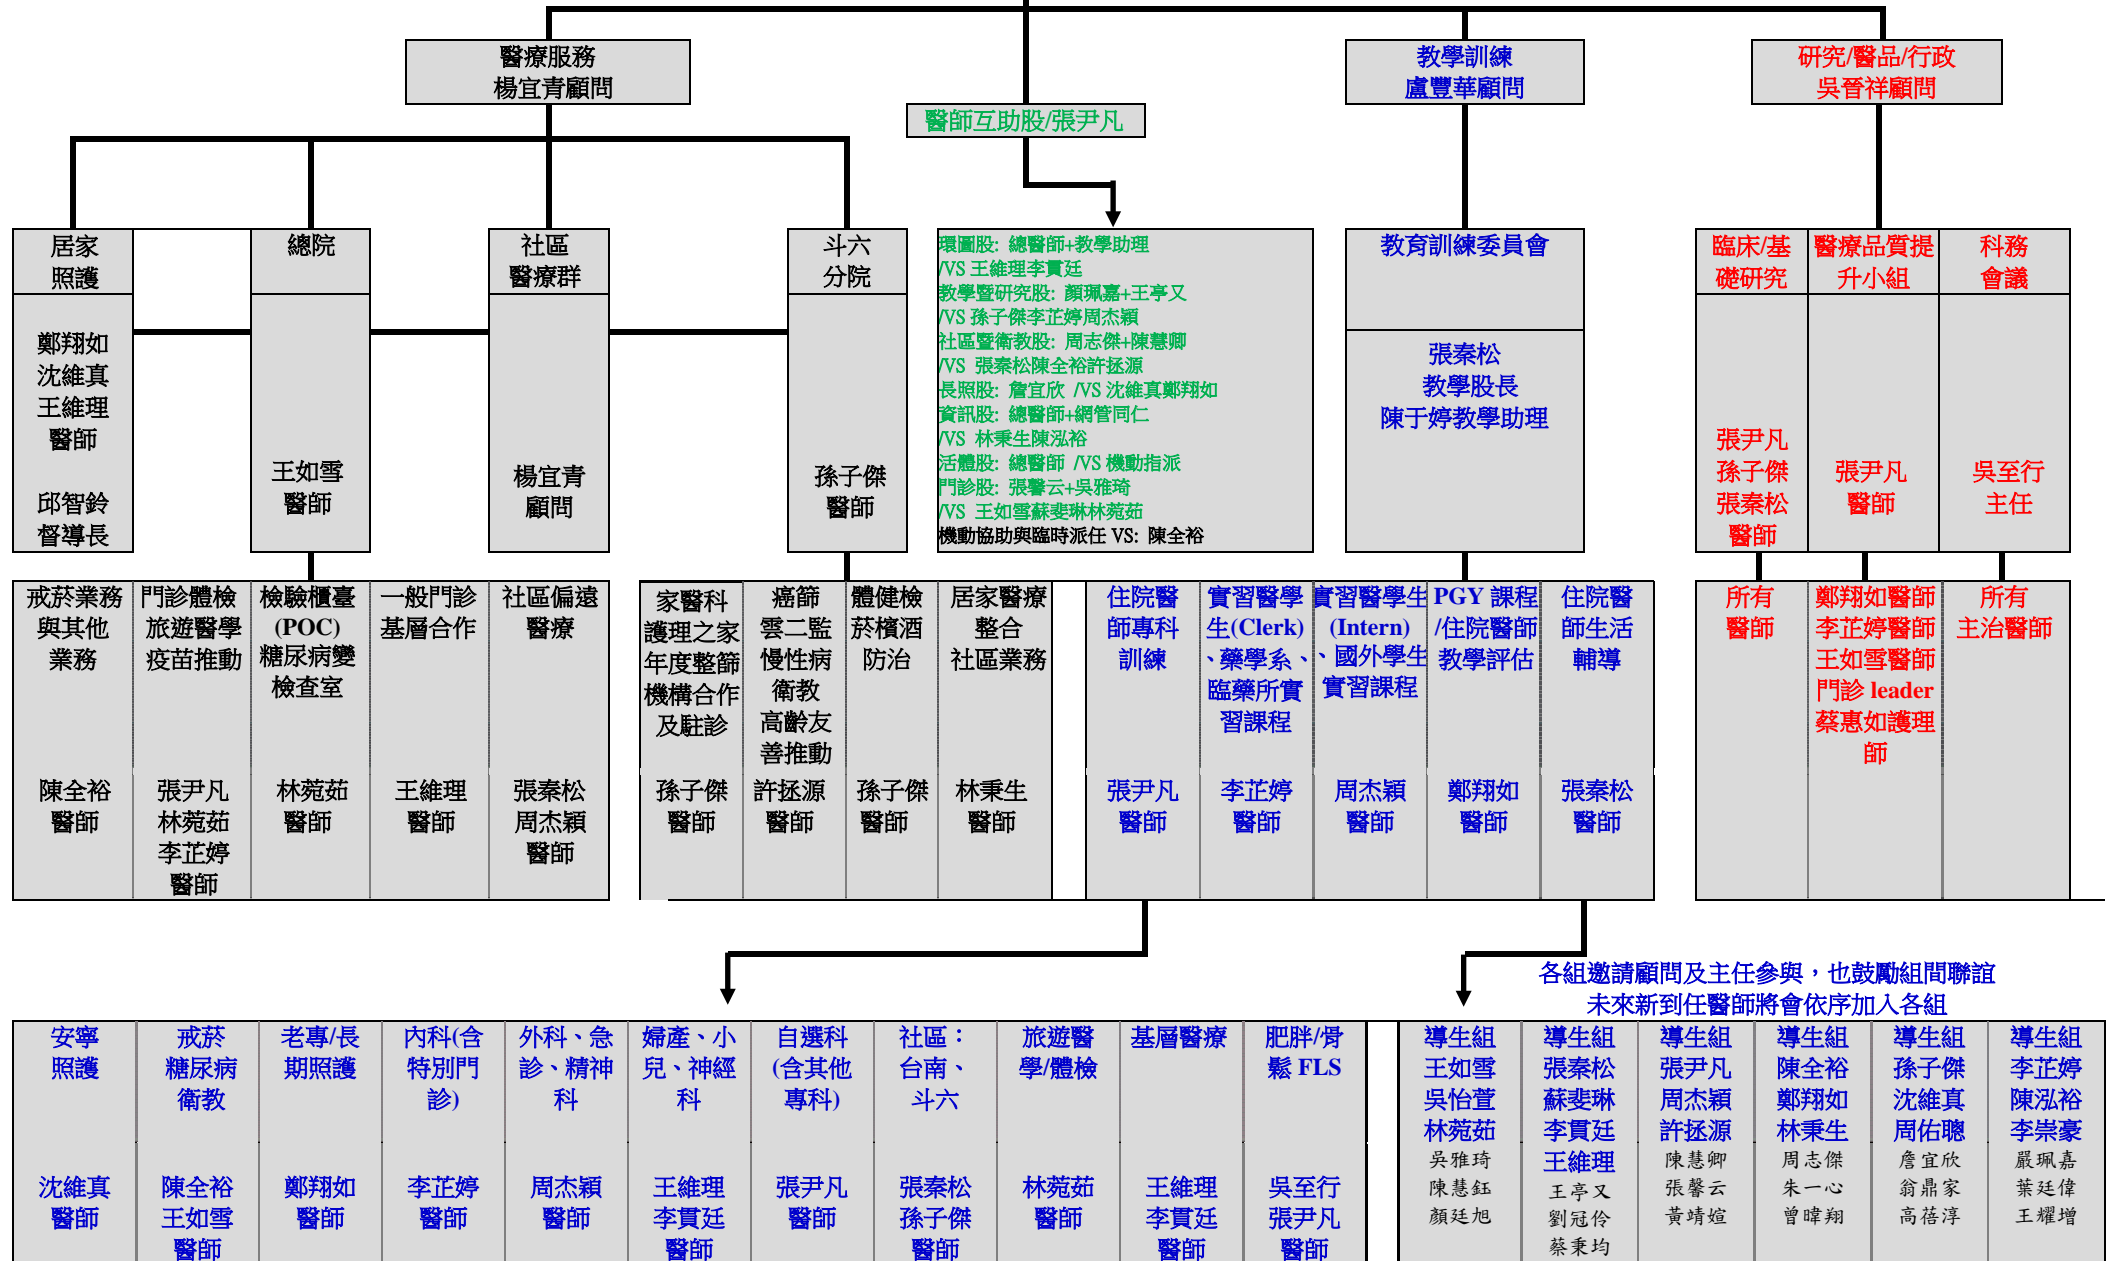 醫療服務
楊宜青顧問
教學訓練
盧豐華顧問
研究/醫品/行政
吳晉祥顧問
醫師互助股/張尹凡
居家
照護
鄭翔如
沈維真
王維理
醫師
邱智鈴
督導長
總院
王如雪
醫師
社區
醫療群
楊宜青
顧問
斗六
分院
孫子傑
醫師
環圖股: 總醫師+教學助理
/VS 王維理李貫廷
教學暨研究股: 顏珮嘉+王亭又
/VS 孫子傑李芷婷周杰穎
社區暨衛教股: 周志傑+陳慧卿
/VS 張秦松陳全裕許拯源
長照股: 詹宜欣 /VS 沈維真鄭翔如
資訊股: 總醫師+網管同仁
/VS 林秉生陳泓裕
活體股: 總醫師 /VS 機動指派
門診股: 張馨云+吳雅琦
/VS 王如雪蘇斐琳林菀茹
機動協助與臨時派任 VS: 陳全裕
教育訓練委員會
張秦松
教學股長
陳于婷教學助理
臨床/基
礎研究
張尹凡
孫子傑
張秦松
醫師
醫療品質提
升小組
張尹凡
醫師
科務
會議
吳至行
主任
戒菸業務
與其他
業務
陳全裕
醫師
門診體檢
旅遊醫學
疫苗推動
張尹凡
林菀茹
李芷婷
醫師
檢驗櫃臺
(POC)
糖尿病變
檢查室
林菀茹
醫師
一般門診
基層合作
王維理
醫師
社區偏遠
醫療
張秦松
周杰穎
醫師
家醫科
護理之家
年度整篩
機構合作
及駐診
孫子傑
醫師
癌篩
雲二監
慢性病
衛教
高齡友
善推動
許拯源
醫師
體健檢
菸檳酒
防治
孫子傑
醫師
居家醫療
整合
社區業務
林秉生
醫師
住院醫
師專科
訓練
張尹凡
醫師
實習醫學
生(Clerk)
、藥學系、
臨藥所實
習課程
李芷婷
醫師
實習醫學生
(Intern)
、國外學生
實習課程
周杰穎
醫師
PGY 課程
/住院醫師
教學評估
鄭翔如
醫師
住院醫
師生活
輔導
張秦松
醫師
所有
醫師
鄭翔如醫師
李芷婷醫師
王如雪醫師
門診 leader
蔡惠如護理
師
所有
主治醫師
各組邀請顧問及主任參與，也鼓勵組間聯誼
未來新到任醫師將會依序加入各組
安寧
照護
沈維真
醫師
戒菸
糖尿病
衛教
陳全裕
王如雪
醫師
老專/長
期照護
鄭翔如
醫師
內科(含
特別門
診)
李芷婷
醫師
外科、急
診、精神
科
周杰穎
醫師
婦產、小
兒、神經
科
王維理
李貫廷
醫師
自選科
(含其他
專科)
張尹凡
醫師
社區：
台南、
斗六
張秦松
孫子傑
醫師
旅遊醫
學/體檢
林菀茹
醫師
基層醫療
王維理
李貫廷
醫師
肥胖/骨
鬆 FLS
吳至行
張尹凡
醫師
導生組
王如雪
吳怡萱
林菀茹
吳雅琦
陳慧鈺
顏廷旭
導生組
張秦松
蘇斐琳
李貫廷
王維理
王亭又
劉冠伶
蔡秉均
導生組
張尹凡
周杰穎
許拯源
陳慧卿
張馨云
黃靖媗
導生組
陳全裕
鄭翔如
林秉生
周志傑
朱一心
曾暐翔
導生組
孫子傑
沈維真
周佑聰
詹宜欣
翁鼎家
高蓓淳
導生組
李芷婷
陳泓裕
李崇豪
嚴珮嘉
葉廷偉
王耀增